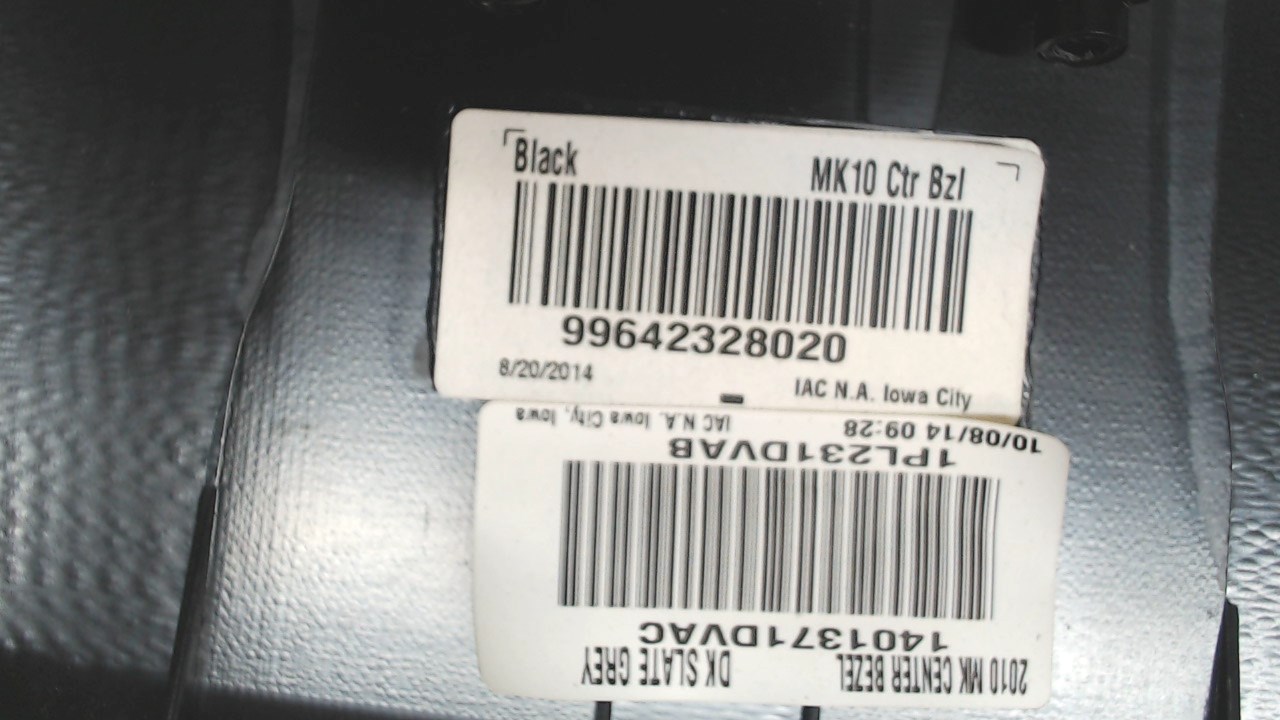 Black MK10 Ctr Bzl
99642328020
8/20/2014 IAC N.A. Iowa City
2010 MK CENTER BEZEL DK SLATE GREY
1401371DVAC
1PL231DVAB
10/08/14 09:28 IAC N.A. Iowa City, Iowa